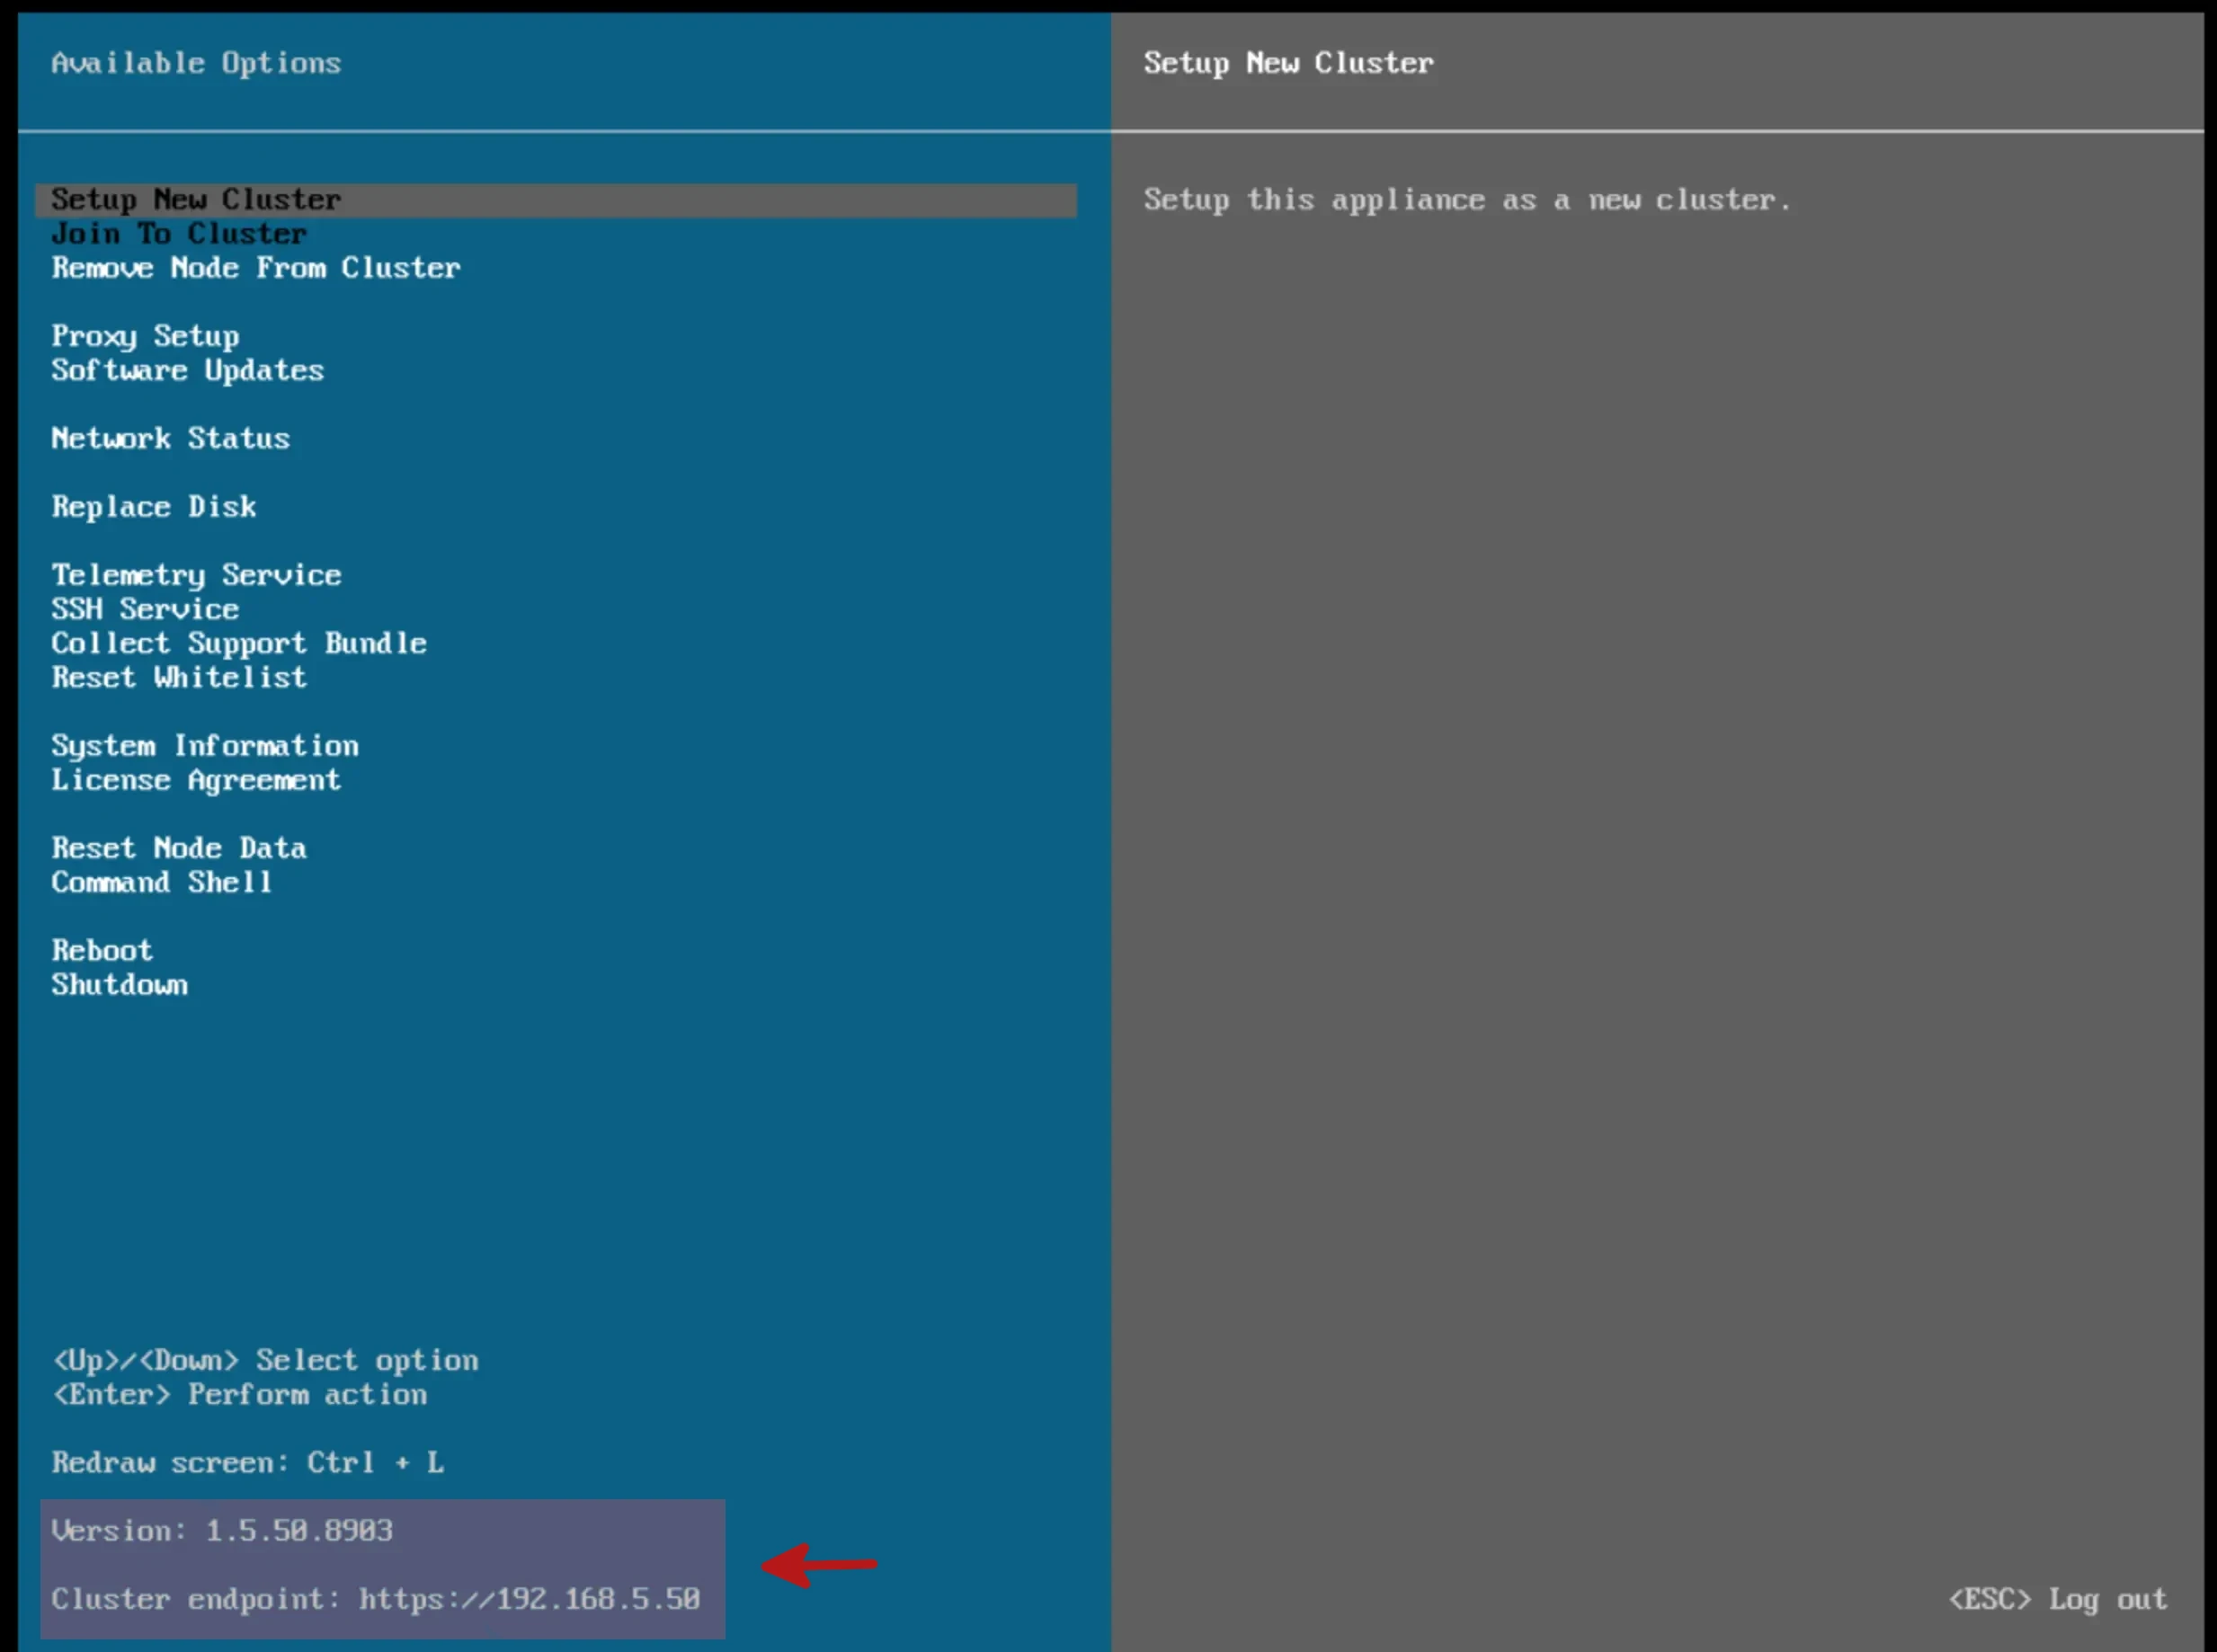 Available Options
Setup New Cluster
Join To Cluster
Remove Node From Cluster
Proxy Setup
Software Updates
Network Status
Replace Disk
Telemetry Service
SSH Service
Collect Support Bundle
Reset Whitelist
System Information
License Agreement
Reset Node Data
Command Shell
Reboot
Shutdown
<Up>/<Down> Select option
<Enter> Perform action
Redraw screen: Ctrl + L
Version: 1.5.50.8903
Cluster endpoint: https://192.168.5.50
Setup New Cluster
Setup this appliance as a new cluster.
<ESC> Log out